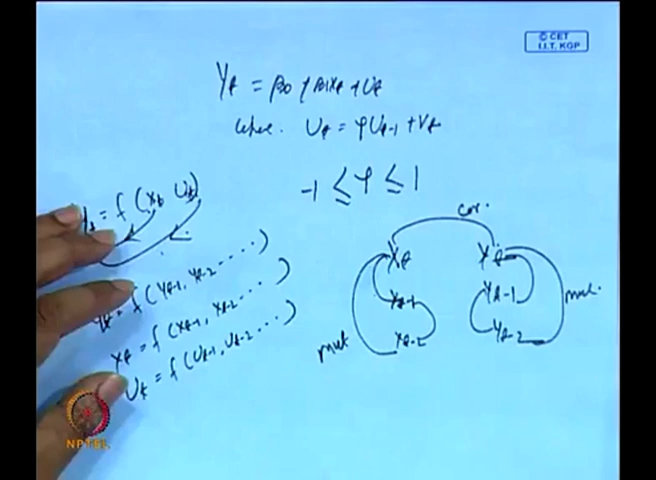 © CET
I.I.T. KGP
Yt = β0 + β1Xt + Ut
where. Ut = φUt-1 + Vt
-1 ≤ φ ≤ 1
Yt = f (Xt, Ut)
Yt = f (Yt-1, Yt-2 .....)
Xt = f (Xt-1, Xt-2 .....)
Ut = f (Ut-1, Ut-2 ....)
cor.
Xt Yt
Xt-1 Yt-1
Xt-2 Yt-2
mul.
NPTEL